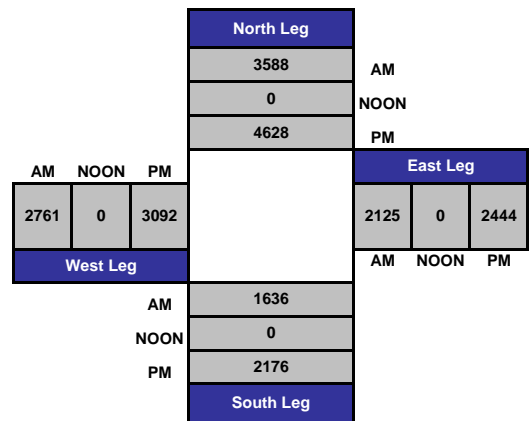 North Leg
3588 AM
0 NOON
4628 PM
AM NOON PM
East Leg
2761 0 3092
2125 0 2444
West Leg
AM NOON PM
AM 1636
NOON 0
PM 2176
South Leg